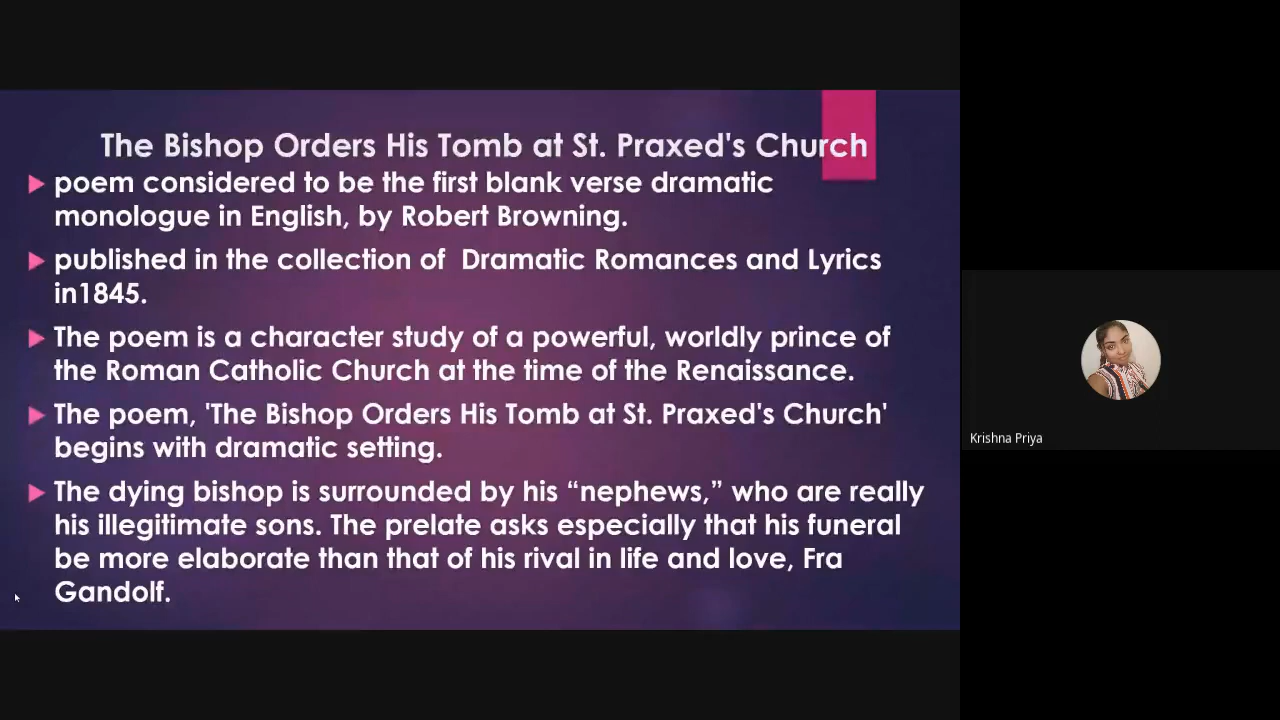 The Bishop Orders His Tomb at St. Praxed's Church
poem considered to be the first blank verse dramatic
monologue in English, by Robert Browning.
published in the collection of  Dramatic Romances and Lyrics
in1845.
The poem is a character study of a powerful, worldly prince of
the Roman Catholic Church at the time of the Renaissance.
The poem, 'The Bishop Orders His Tomb at St. Praxed's Church'
begins with dramatic setting.
The dying bishop is surrounded by his “nephews,” who are really
his illegitimate sons. The prelate asks especially that his funeral
be more elaborate than that of his rival in life and love, Fra
Gandolf.
Krishna Priya